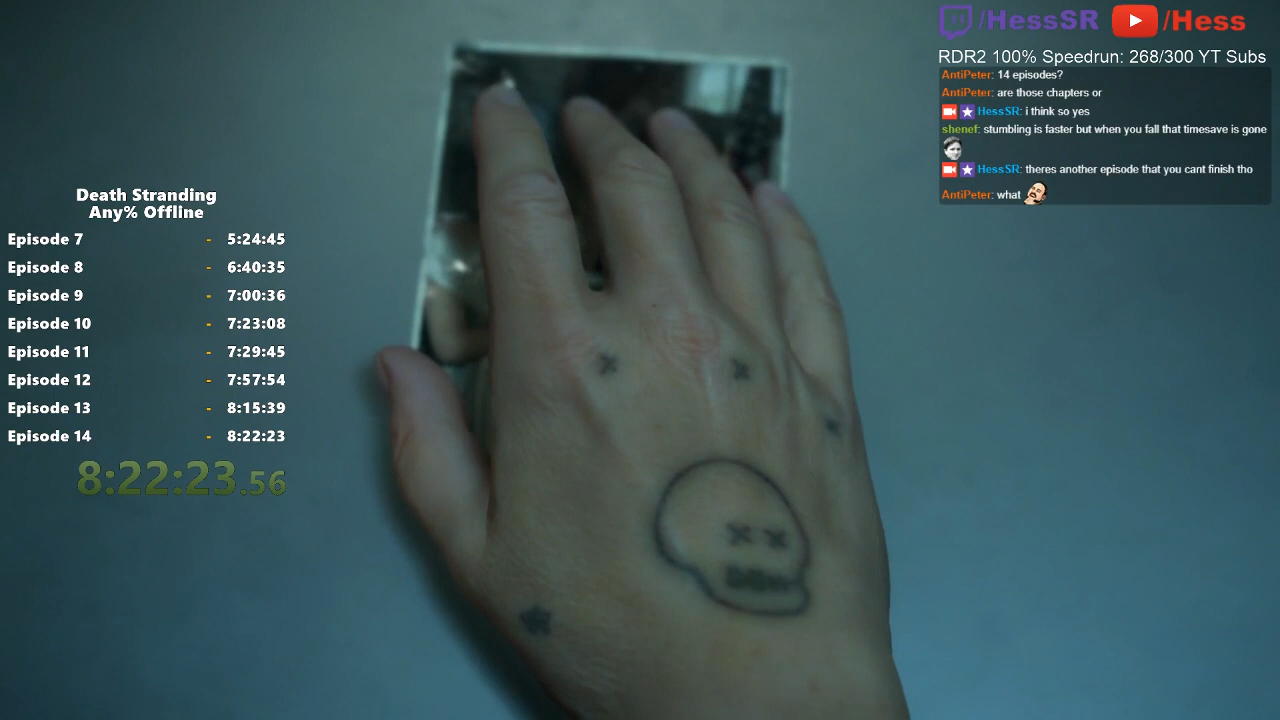 Death Stranding
Any% Offline
Episode 7 - 5:24:45
Episode 8 - 6:40:35
Episode 9 - 7:00:36
Episode 10 - 7:23:08
Episode 11 - 7:29:45
Episode 12 - 7:57:54
Episode 13 - 8:15:39
Episode 14 - 8:22:23
8:22:23.56
/HessSR /Hess
RDR2 100% Speedrun: 268/300 YT Subs
AntiPeter: 14 episodes?
AntiPeter: are those chapters or
HessSR: i think so yes
shenef: stumbling is faster but when you fall that timesave is gone
HessSR: theres another episode that you cant finish tho
AntiPeter: what